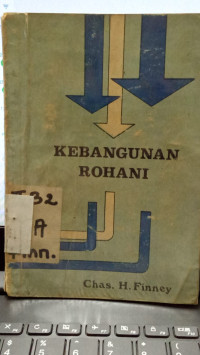 KEBANGUNAN
ROHANI
A
Chas. H. Finney